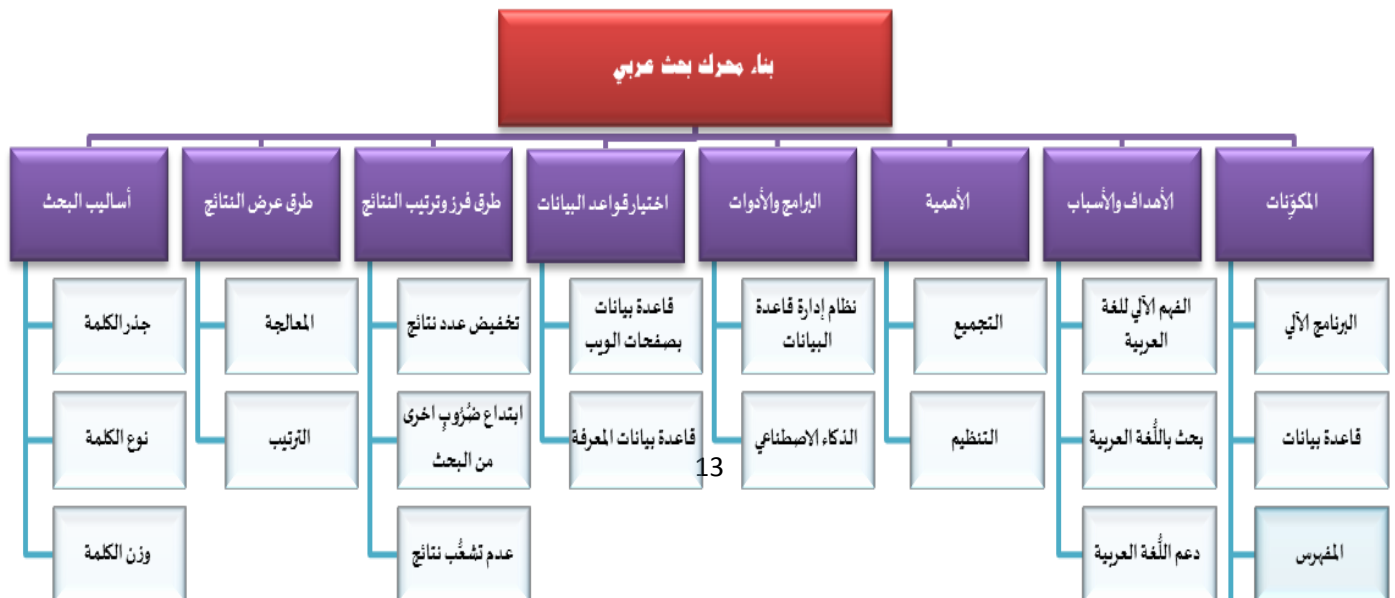 بناء محرك بحث عربي
المكوّنات
الأهداف والأسباب
الأهمية
البرامج والأدوات
اختيار قواعد البيانات
طرق فرز وترتيب النتائج
طرق عرض النتائج
أساليب البحث
البرنامج الآلي
قاعدة بيانات
المفهرس
الفهم الآلي للغة
العربية
بحث باللُّغة العربية
دعم اللُّغة العربية
التجميع
التنظيم
نظام إدارة قاعدة
البيانات
الذكاء الاصطناعي
قاعدة بيانات
بصفحات الويب
قاعدة بيانات المعرفة
تخفيض عدد نتائج
ابتداع ضُرُوبٍ اخرى
من البحث
عدم تشعُّب نتائج
المعالجة
الترتيب
جذر الكلمة
نوع الكلمة
وزن الكلمة
13